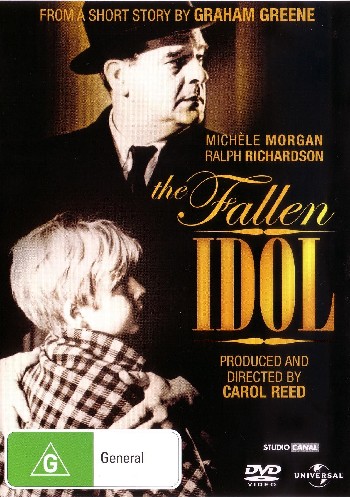 FROM A SHORT STORY BY GRAHAM GREENE
MICHÈLE MORGAN
RALPH RICHARDSON
the Fallen
IDOL
PRODUCED AND
DIRECTED BY
CAROL REED
STUDIO CANAL
G General
DVD
VIDEO
UNIVERSAL